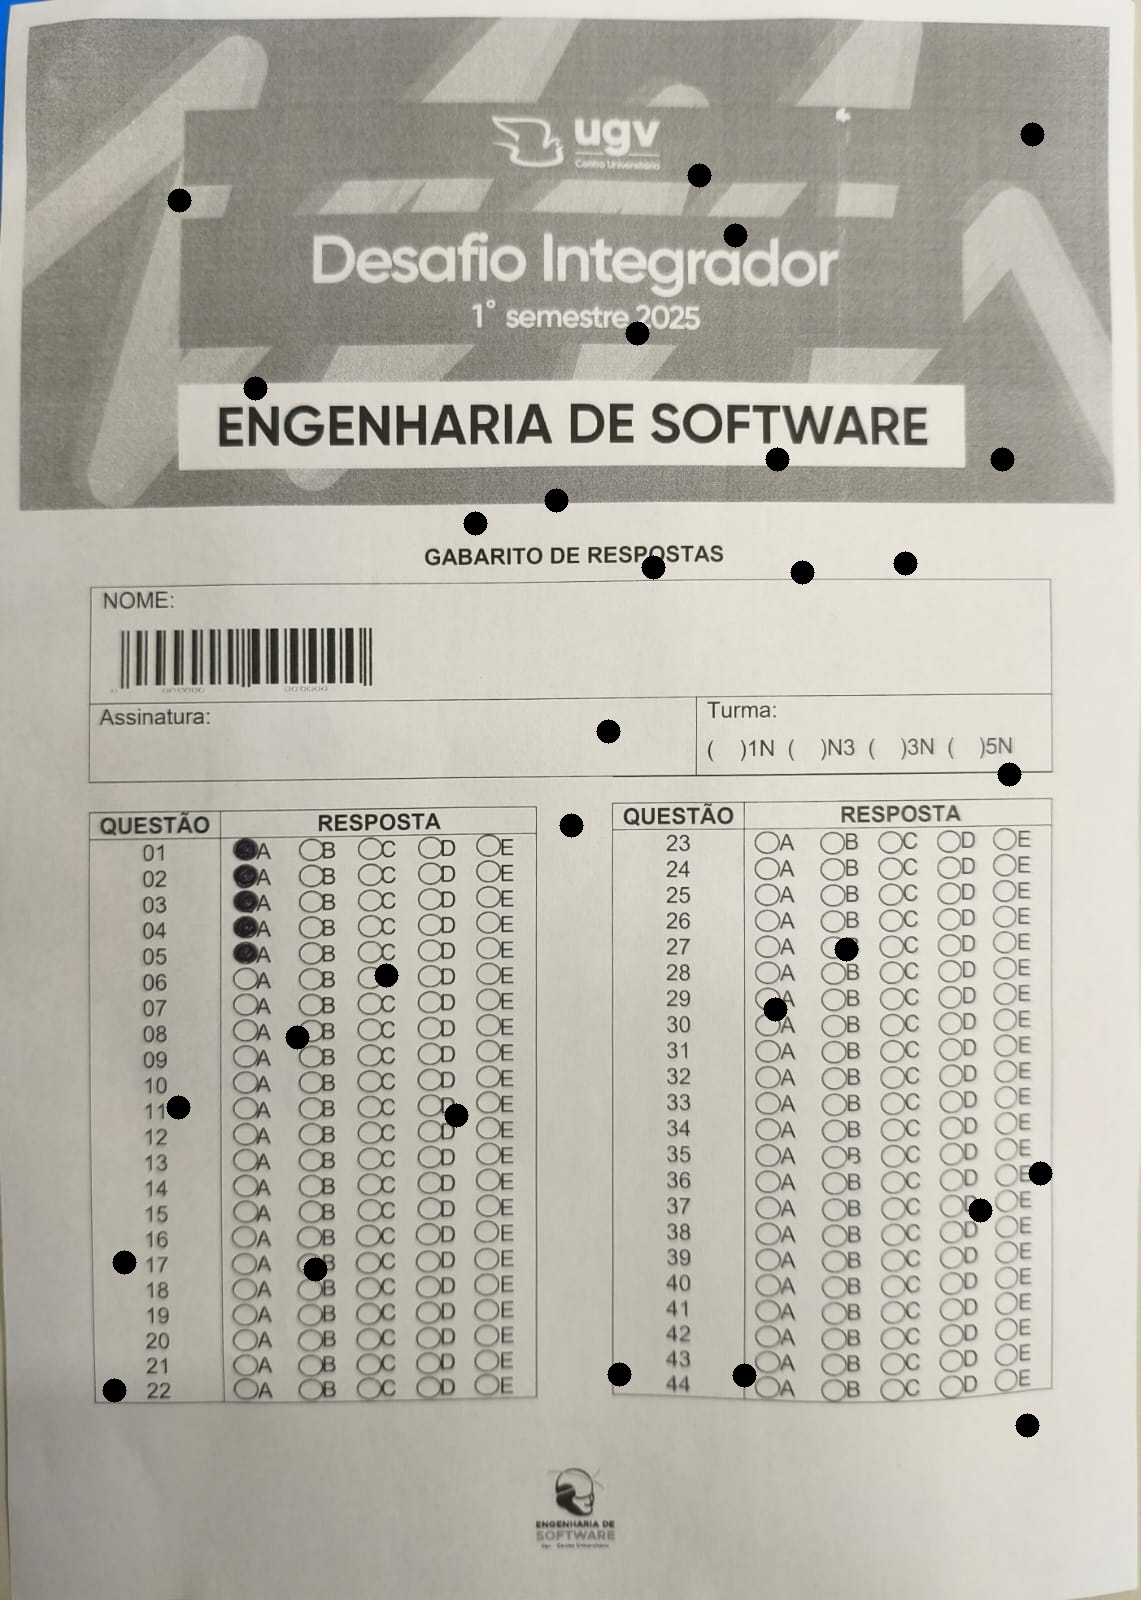 ugv
Centro Universitário
Desafio Integrador
1° semestre 2025
ENGENHARIA DE SOFTWARE
GABARITO DE RESPOSTAS
NOME:
Assinatura:
Turma:
( )1N ( )N3 ( )3N ( )5N
QUESTÃO RESPOSTA
01 A B C D E
02 A B C D E
03 A B C D E
04 A B C D E
05 A B C D E
06 A B C D E
07 A B C D E
08 A B C D E
09 A B C D E
10 A B C D E
11 A B C D E
12 A B C D E
13 A B C D E
14 A B C D E
15 A B C D E
16 A B C D E
17 A B C D E
18 A B C D E
19 A B C D E
20 A B C D E
21 A B C D E
22 A B C D E
QUESTÃO RESPOSTA
23 A B C D E
24 A B C D E
25 A B C D E
26 A B C D E
27 A B C D E
28 A B C D E
29 A B C D E
30 A B C D E
31 A B C D E
32 A B C D E
33 A B C D E
34 A B C D E
35 A B C D E
36 A B C D E
37 A B C D E
38 A B C D E
39 A B C D E
40 A B C D E
41 A B C D E
42 A B C D E
43 A B C D E
44 A B C D E
ENGENHARIA DE
SOFTWARE